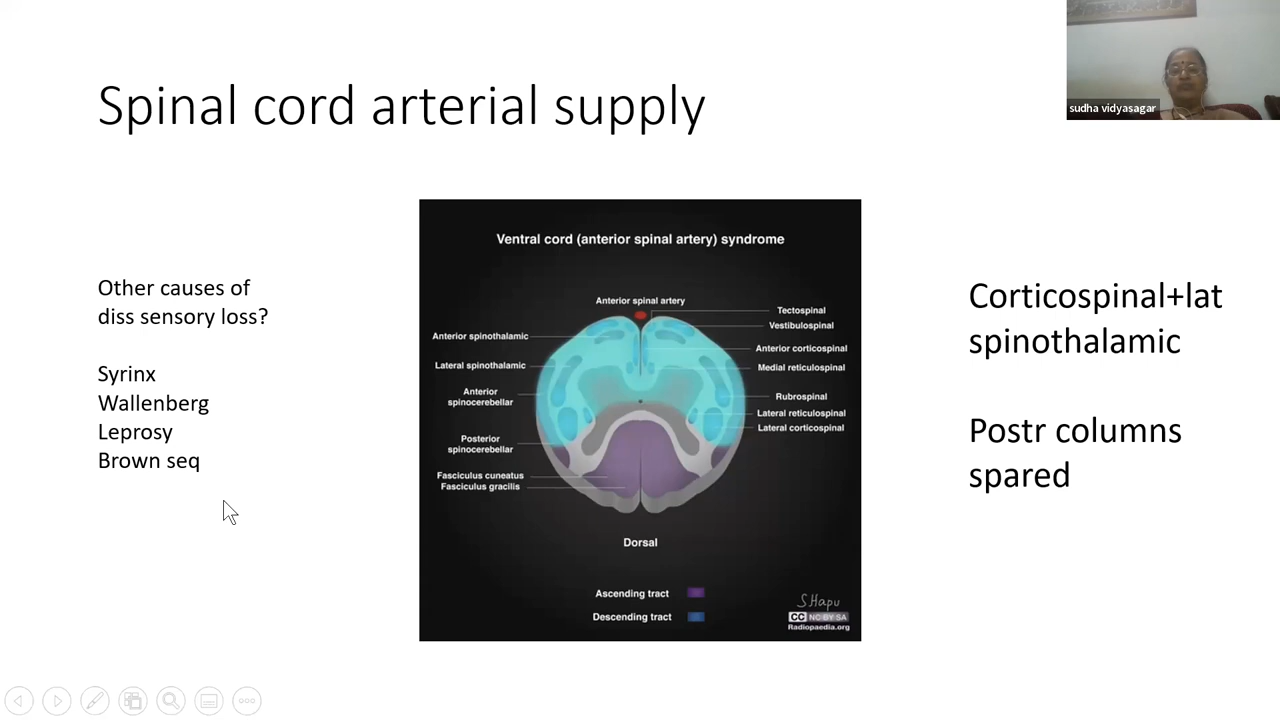 Spinal cord arterial supply
sudha vidyasagar
Other causes of
diss sensory loss?
Syrinx
Wallenberg
Leprosy
Brown seq
Ventral cord (anterior spinal artery) syndrome
Anterior spinal artery
Anterior spinothalamic
Lateral spinothalamic
Anterior
spinocerebellar
Posterior
spinocerebellar
Fasciculus cuneatus
Fasciculus gracilis
Tectospinal
Vestibulospinal
Anterior corticospinal
Medial reticulospinal
Rubrospinal
Lateral reticulospinal
Lateral corticospinal
Dorsal
Ascending tract
Descending tract
SHapu
CC NO BY SA
Radiopaedia.org
Corticospinal+lat
spinothalamic
Postr columns
spared